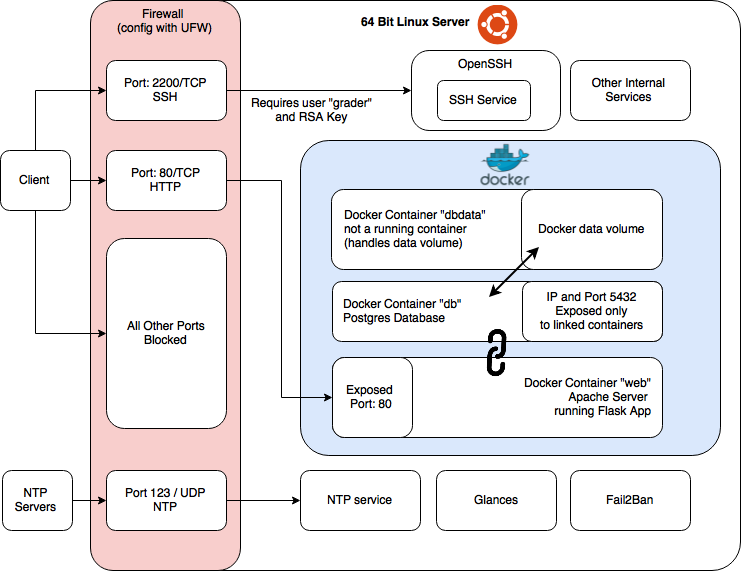 Firewall
(config with UFW)
64 Bit Linux Server
Port: 2200/TCP
SSH
Requires user "grader"
and RSA Key
OpenSSH
SSH Service
Other Internal
Services
Client
Port: 80/TCP
HTTP
docker
Docker Container "dbdata"
not a running container
(handles data volume)
Docker data volume
All Other Ports
Blocked
Docker Container "db"
Postgres Database
IP and Port 5432
Exposed only
to linked containers
Exposed
Port: 80
Docker Container "web"
Apache Server
running Flask App
NTP
Servers
Port 123 / UDP
NTP
NTP service
Glances
Fail2Ban